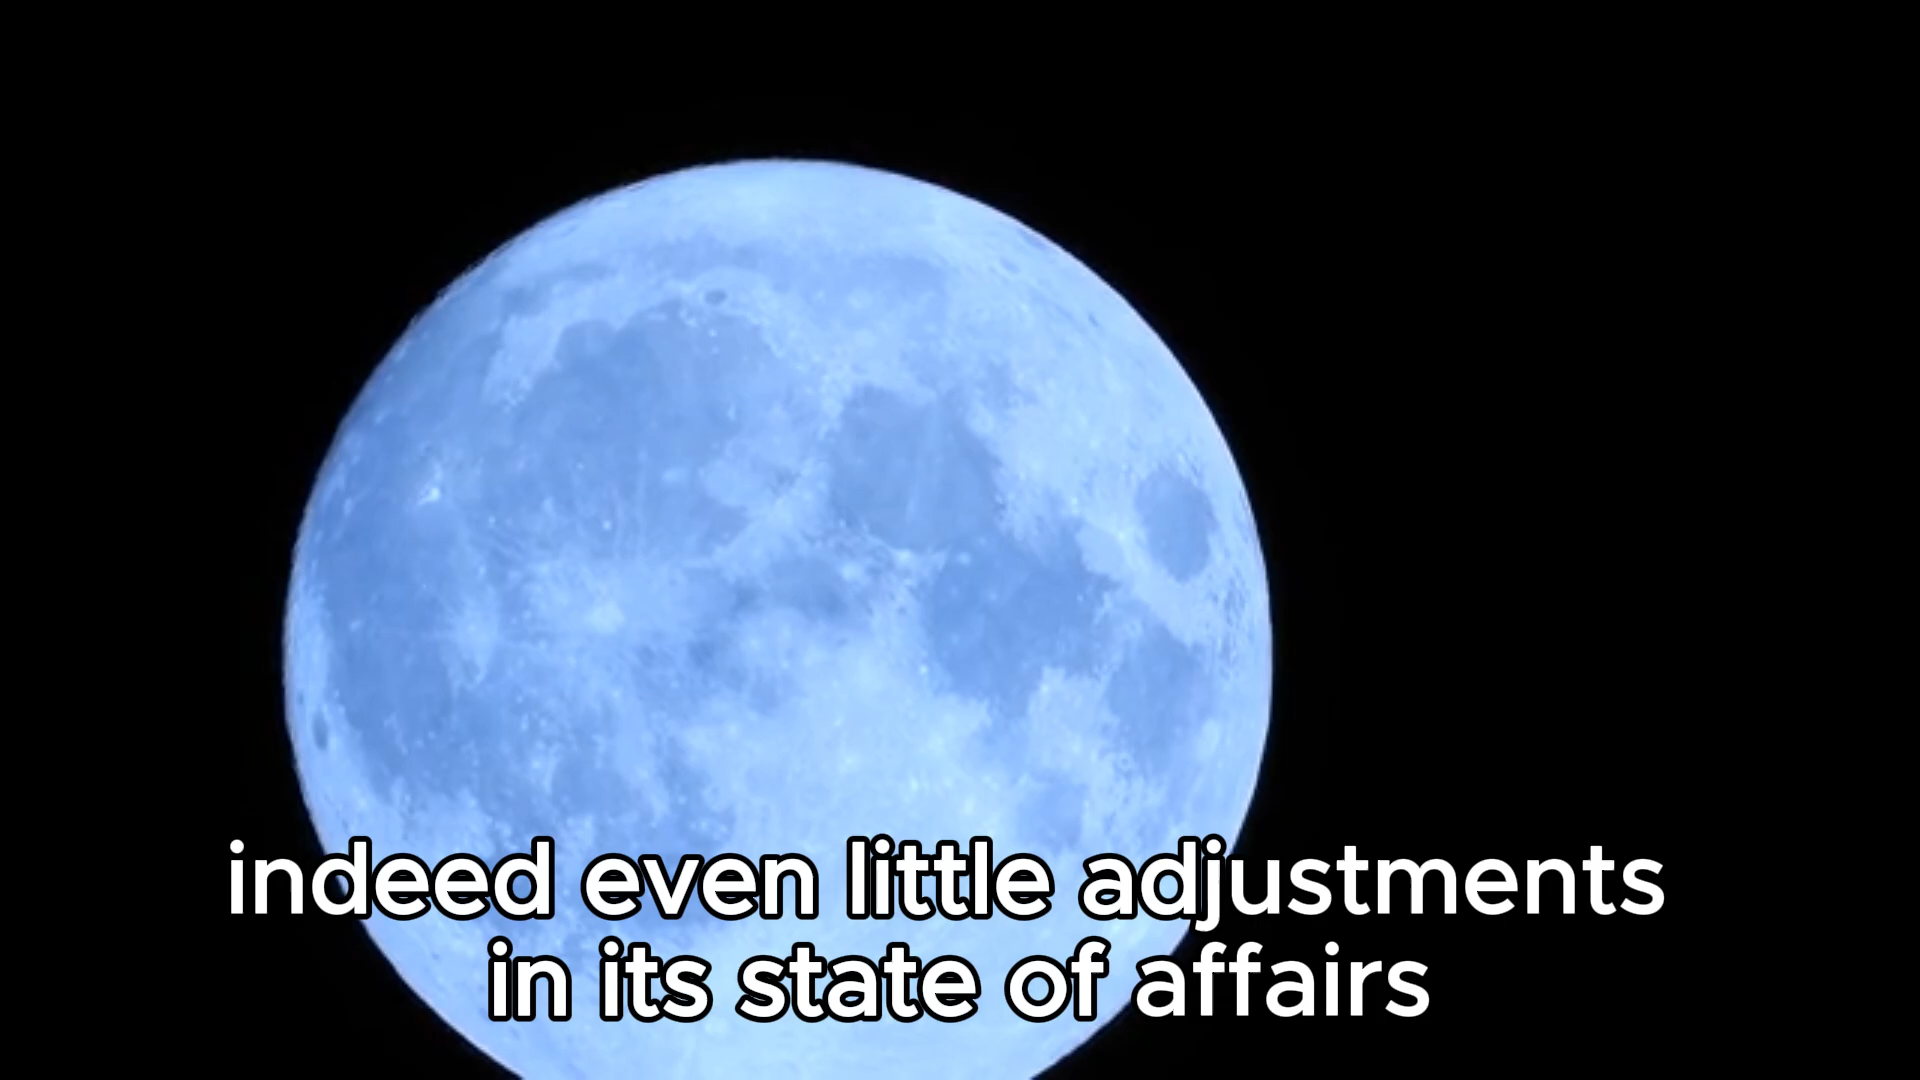 indeed even little adjustments
in its state of affairs